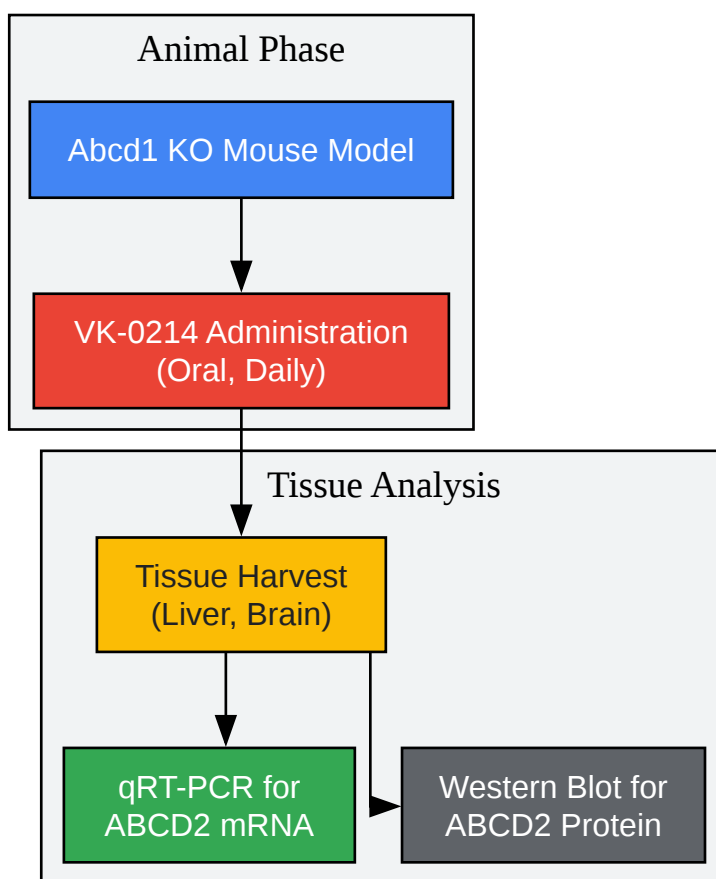 Animal Phase
Abcd1 KO Mouse Model
VK-0214 Administration
(Oral, Daily)
Tissue Analysis
Tissue Harvest
(Liver, Brain)
qRT-PCR for
ABCD2 mRNA
Western Blot for
ABCD2 Protein